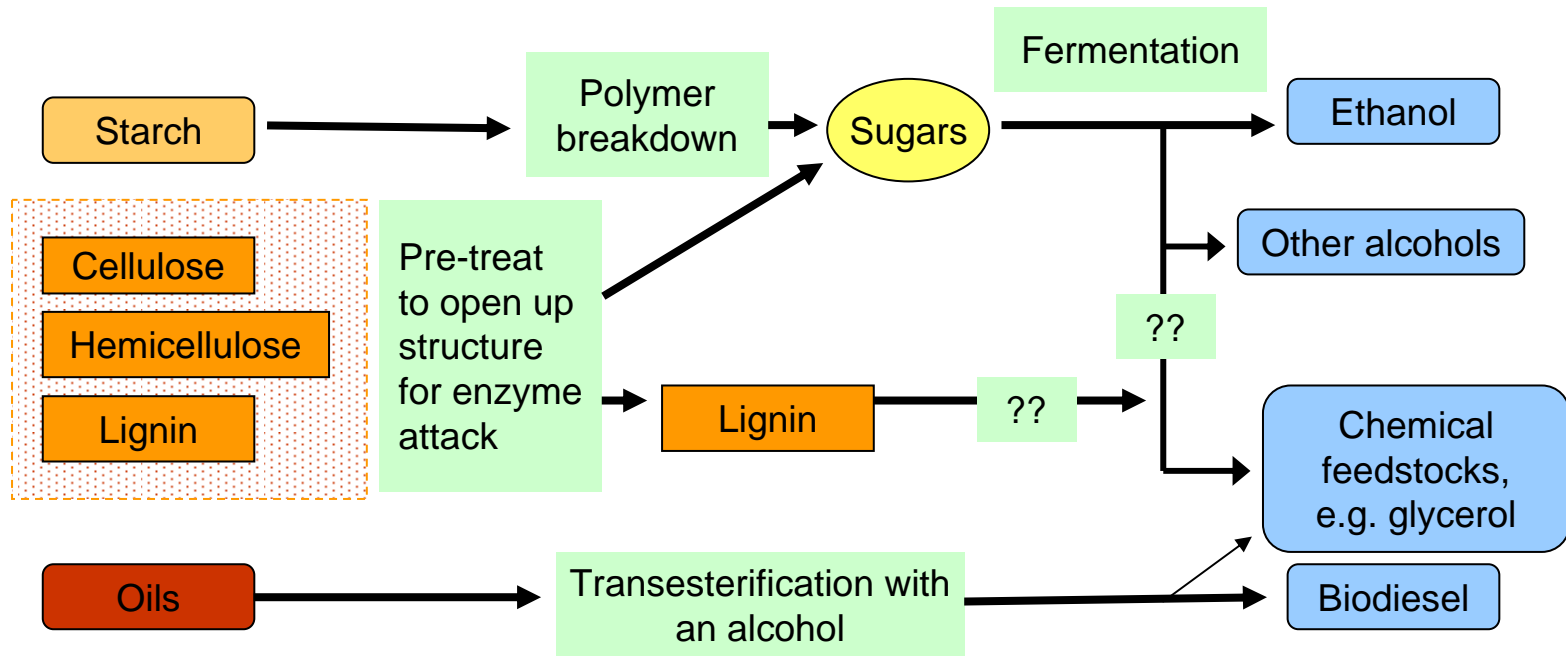 Fermentation
Starch
Polymer
breakdown
Sugars
Ethanol
Other alcohols
Cellulose
Hemicellulose
Lignin
Pre-treat
to open up
structure
for enzyme
attack
Lignin
??
??
Chemical
feedstocks,
e.g. glycerol
Oils
Transesterification with
an alcohol
Biodiesel